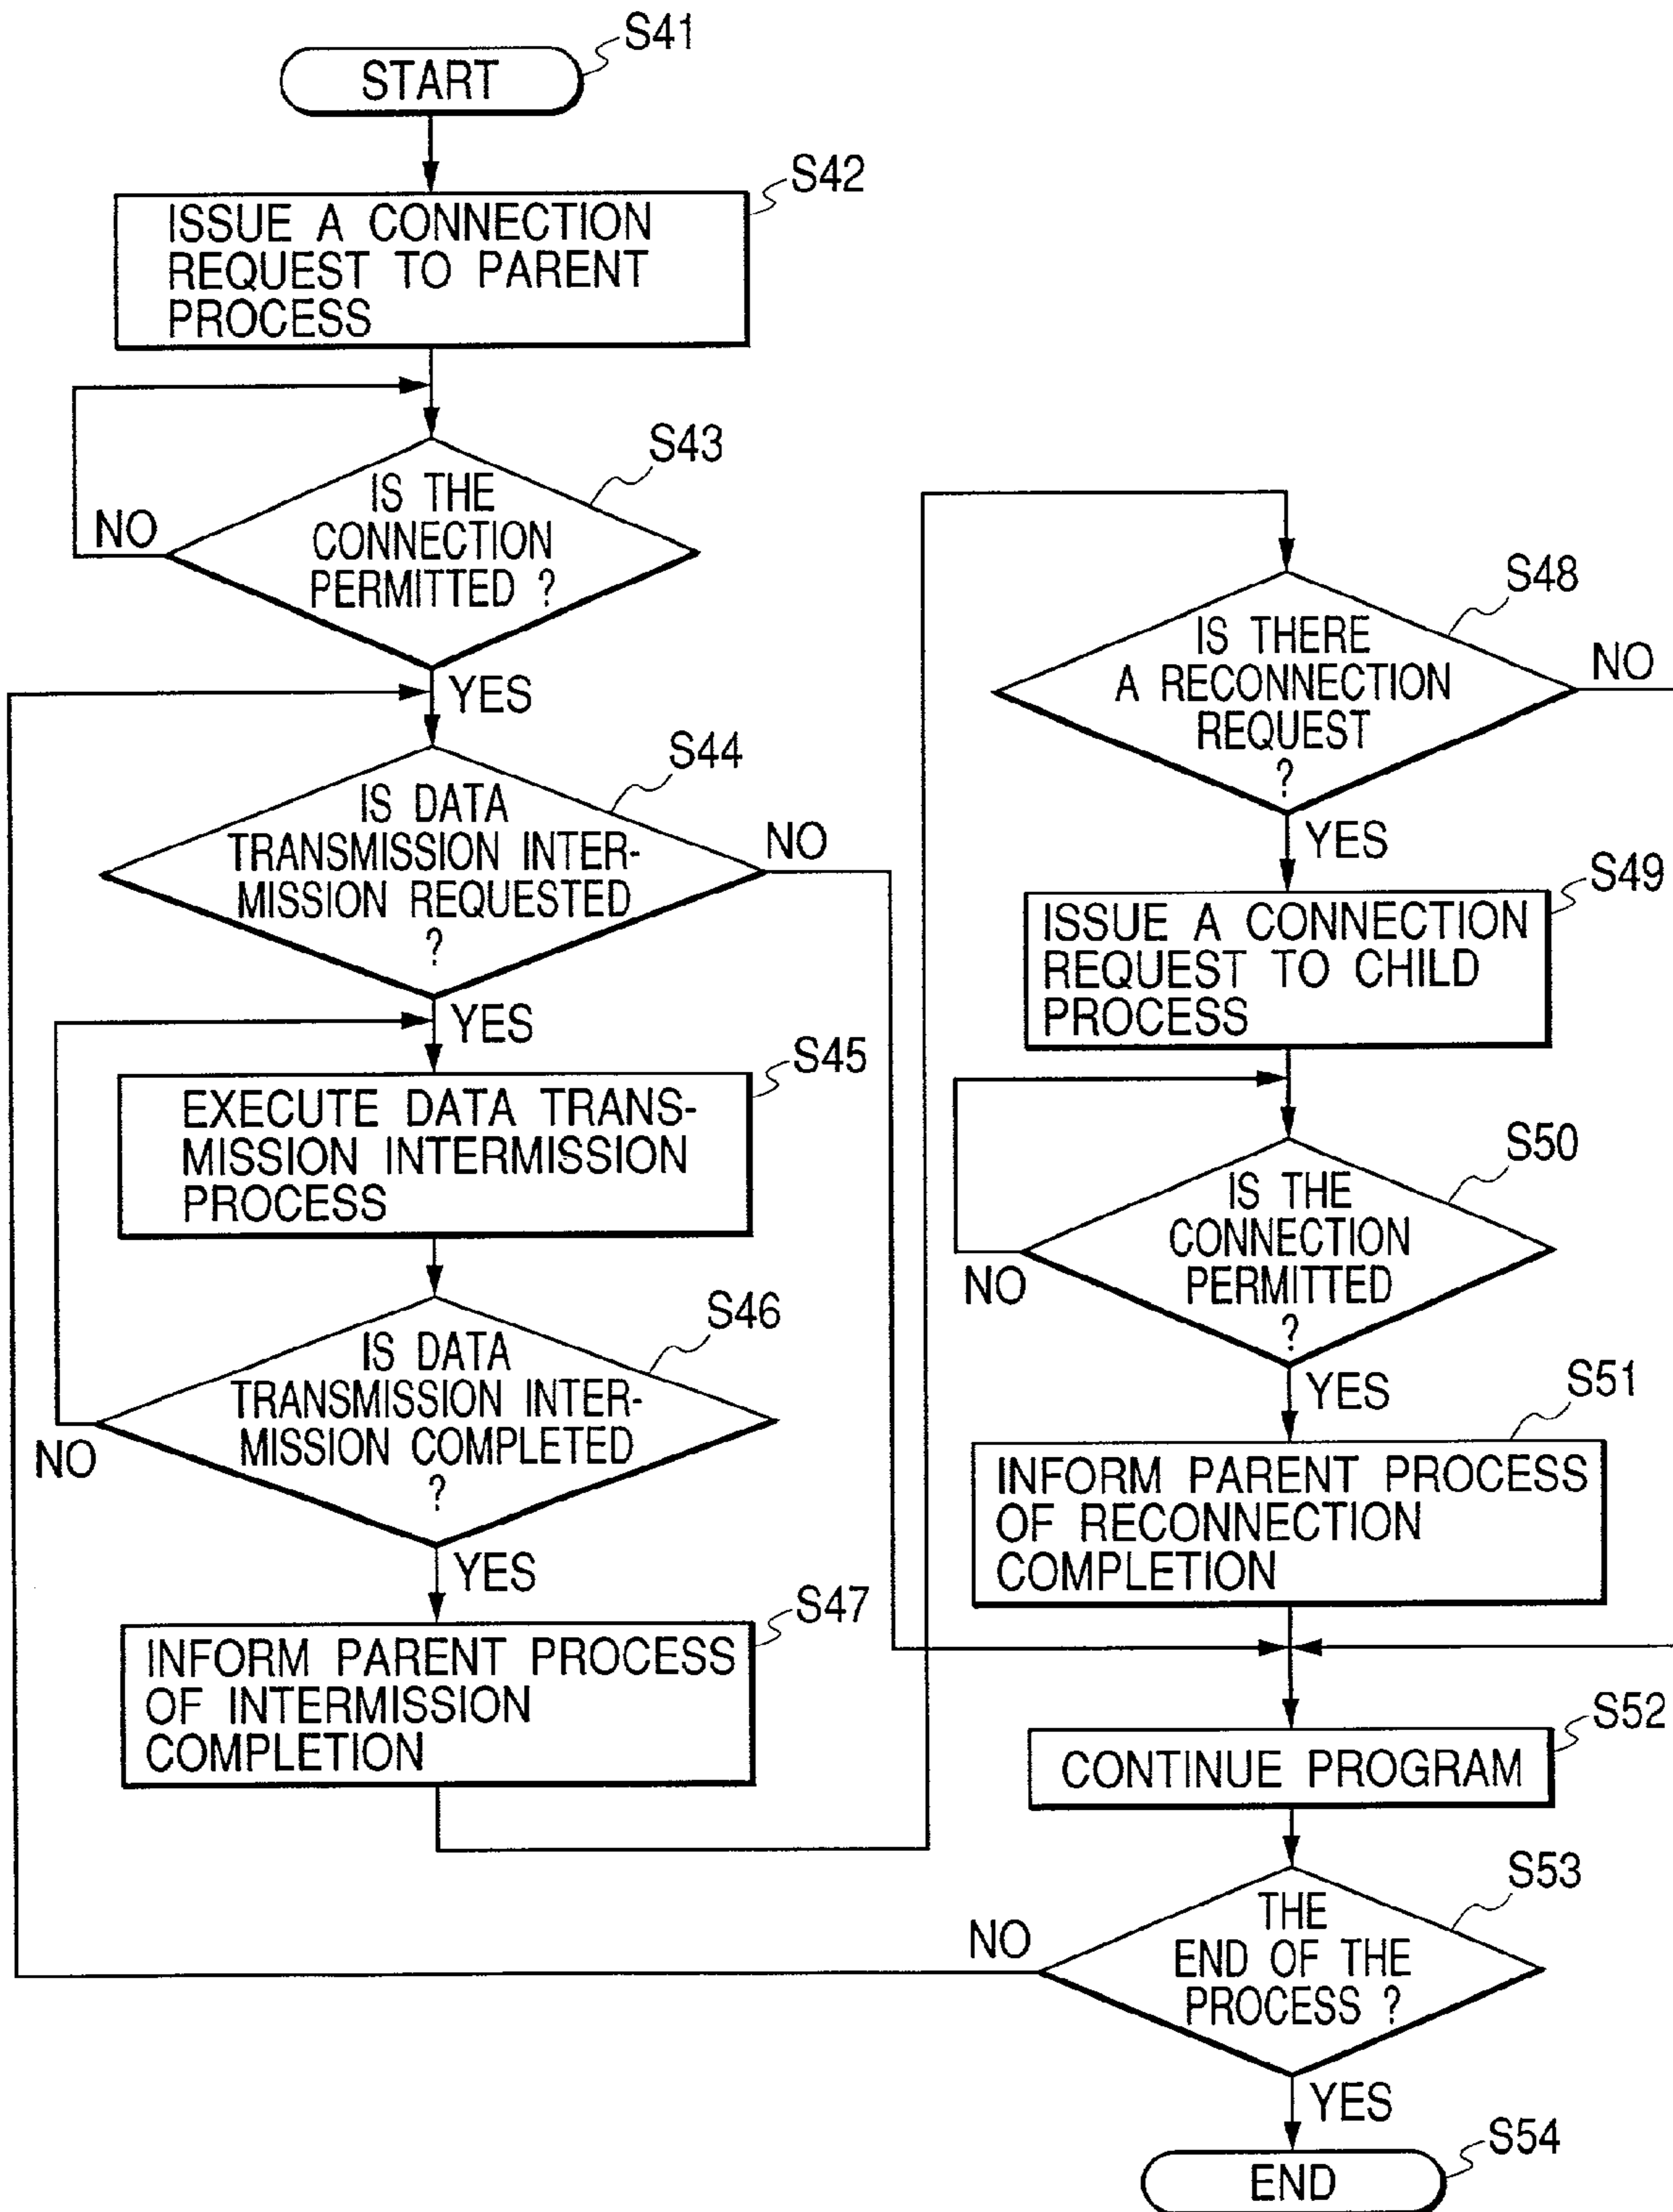 S41
START
S42
ISSUE A CONNECTION
REQUEST TO PARENT
PROCESS
S43
IS THE
CONNECTION
PERMITTED ?
NO
YES
S44
IS DATA
TRANSMISSION INTER-
MISSION REQUESTED
?
NO
YES
S45
EXECUTE DATA TRANS-
MISSION INTERMISSION
PROCESS
S46
IS DATA
TRANSMISSION INTER-
MISSION COMPLETED
?
NO
YES
S47
INFORM PARENT PROCESS
OF INTERMISSION
COMPLETION
S48
IS THERE
A RECONNECTION
REQUEST
?
NO
YES
S49
ISSUE A CONNECTION
REQUEST TO CHILD
PROCESS
S50
IS THE
CONNECTION
PERMITTED
?
NO
YES
S51
INFORM PARENT PROCESS
OF RECONNECTION
COMPLETION
S52
CONTINUE PROGRAM
S53
THE
END OF THE
PROCESS ?
NO
YES
S54
END